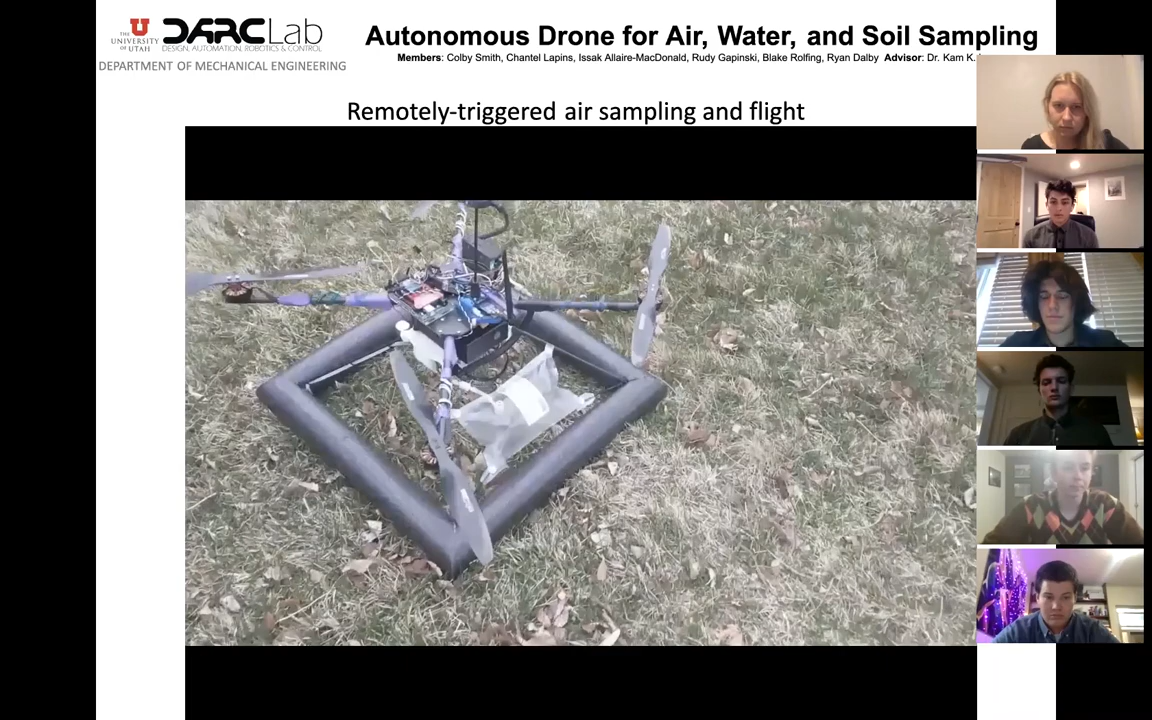 THE
UNIVERSITY
OF UTAH
DARC Lab
DESIGN, AUTOMATION, ROBOTICS & CONTROL
DEPARTMENT OF MECHANICAL ENGINEERING
Autonomous Drone for Air, Water, and Soil Sampling
Members: Colby Smith, Chantel Lapins, Issak Allaire-MacDonald, Rudy Gapinski, Blake Rolfing, Ryan Dalby Advisor: Dr. Kam K.
Remotely-triggered air sampling and flight